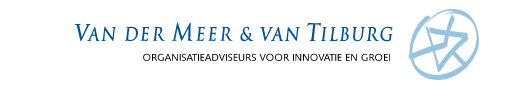 VAN DER MEER & VAN TILBURG
ORGANISATIEADVISEURS VOOR INNOVATIE EN GROEI